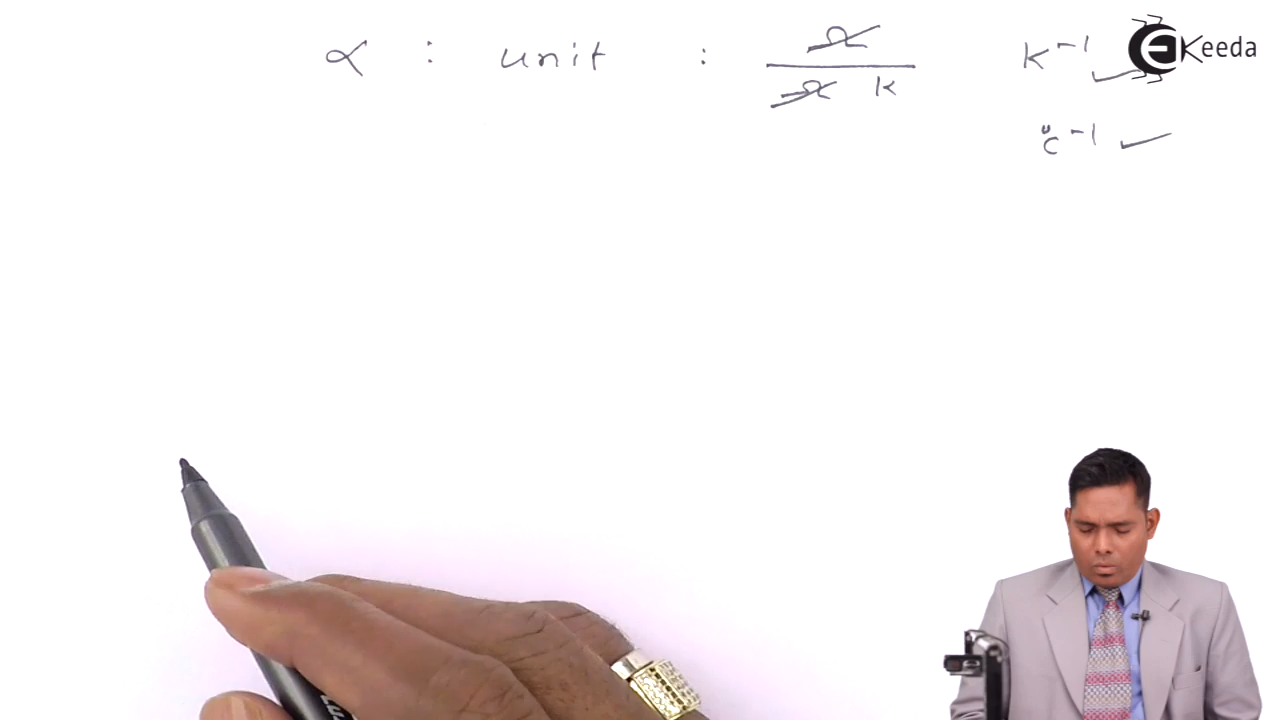 α : unit : Ω / Ω K K⁻¹ ✓
°C⁻¹ ✓
Keeda